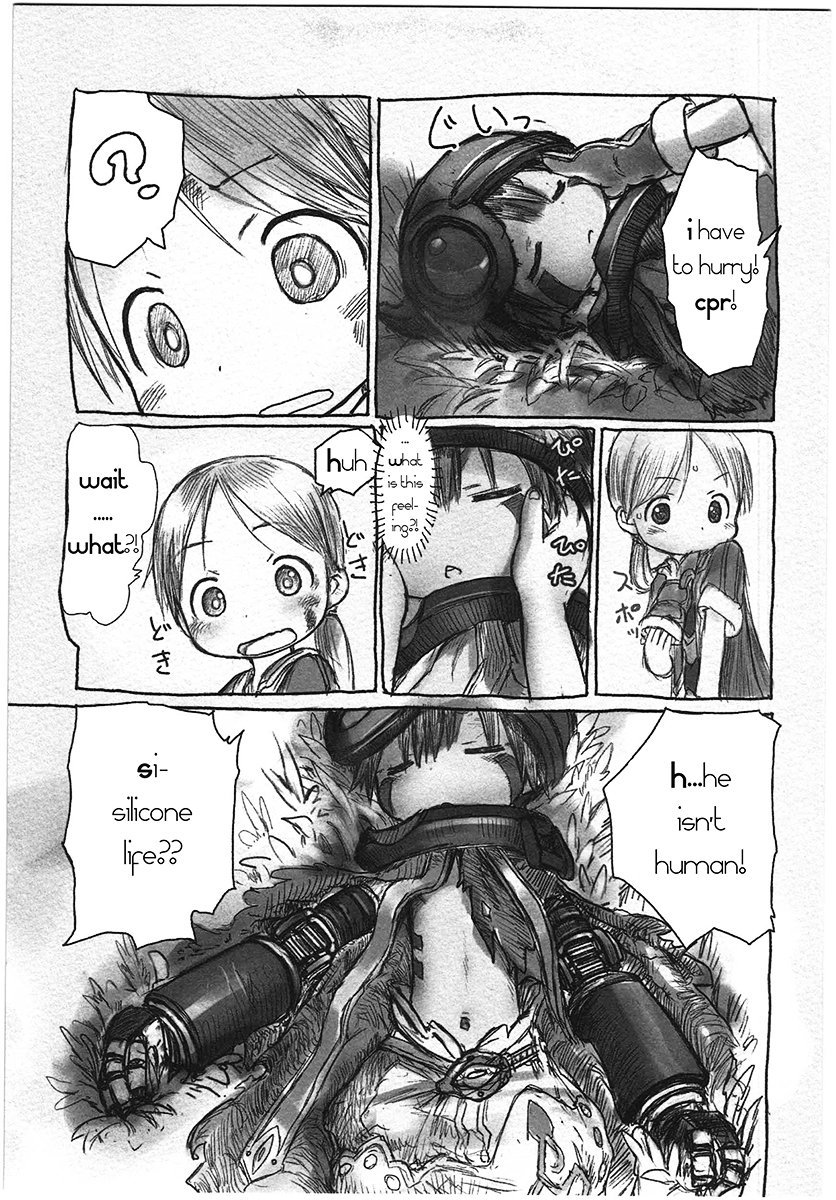 ぐいっ
i have
to hurry!
cpr!
?
スポッ
ぴたっ
ぴた
....
what
is this
feel-
ing?!
huh
どき
wait
.....
what?!
どき
h...he
isn't
human!
si-
silicone
life??